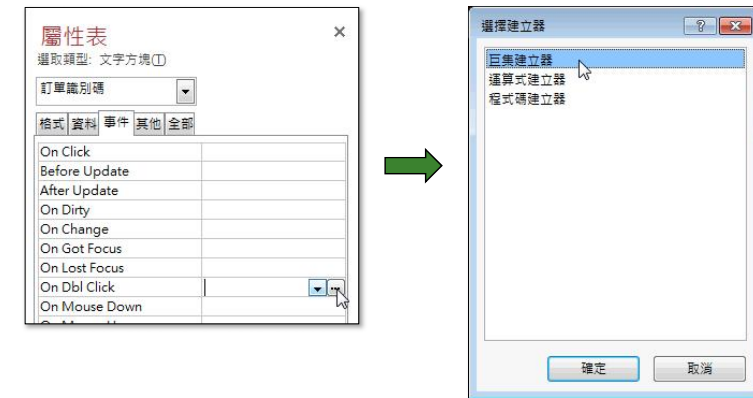 屬性表
選取類型: 文字方塊(T)
訂單識別碼
格式 資料 事件 其他 全部
On Click
Before Update
After Update
On Dirty
On Change
On Got Focus
On Lost Focus
On Dbl Click
On Mouse Down
選擇建立器
巨集建立器
運算式建立器
程式碼建立器
確定 取消